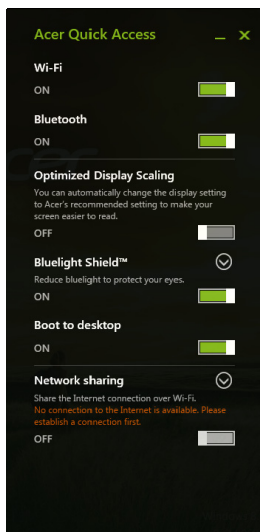 Acer Quick Access
Wi-Fi
ON
Bluetooth
ON
Optimized Display Scaling
You can automatically change the display setting
to Acer's recommended setting to make your
screen easier to read.
OFF
Bluelight Shield™
Reduce bluelight to protect your eyes.
ON
Boot to desktop
ON
Network sharing
Share the Internet connection over Wi-Fi.
No connection to the Internet is available. Please
establish a connection first.
OFF